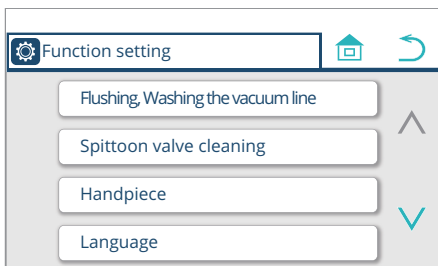 Function setting
Flushing, Washing the vacuum line
Spittoon valve cleaning
Handpiece
Language